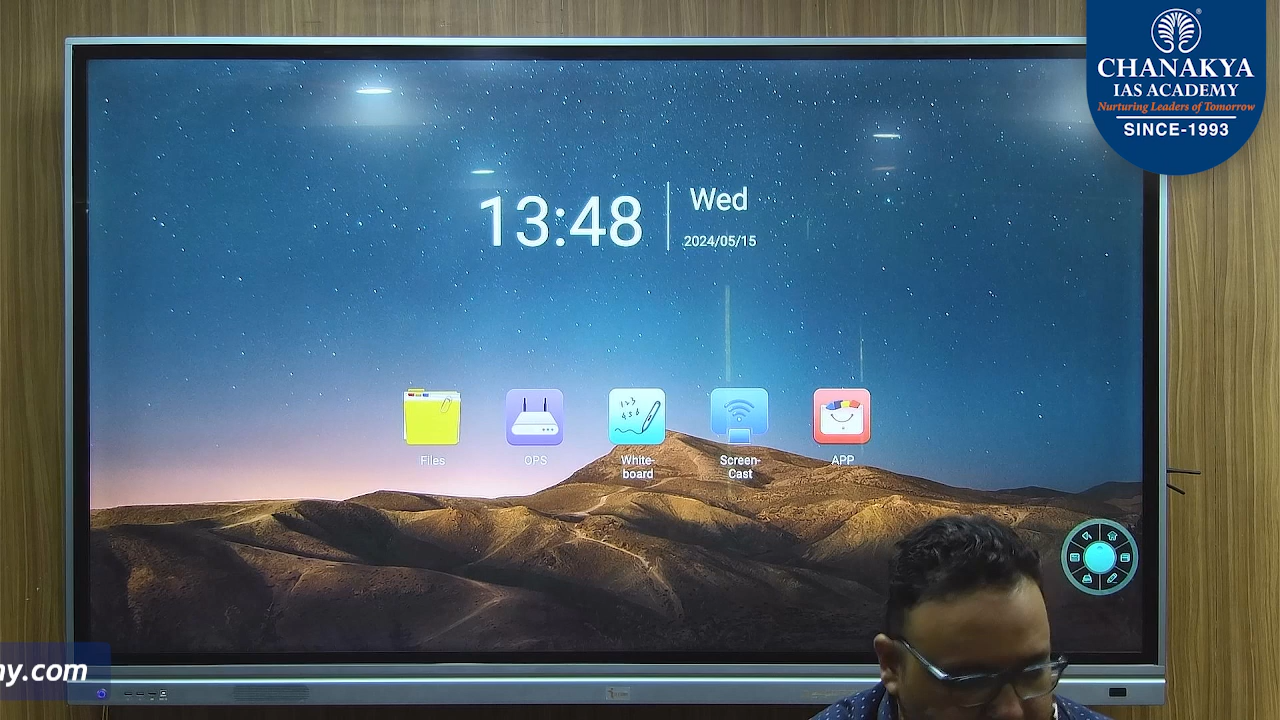 CHANAKYA
IAS ACADEMY
Nurturing Leaders of Tomorrow
SINCE-1993
13:48
Wed
2024/05/15
Files
OPS
White-
board
Screen-
Cast
APP
ny.com